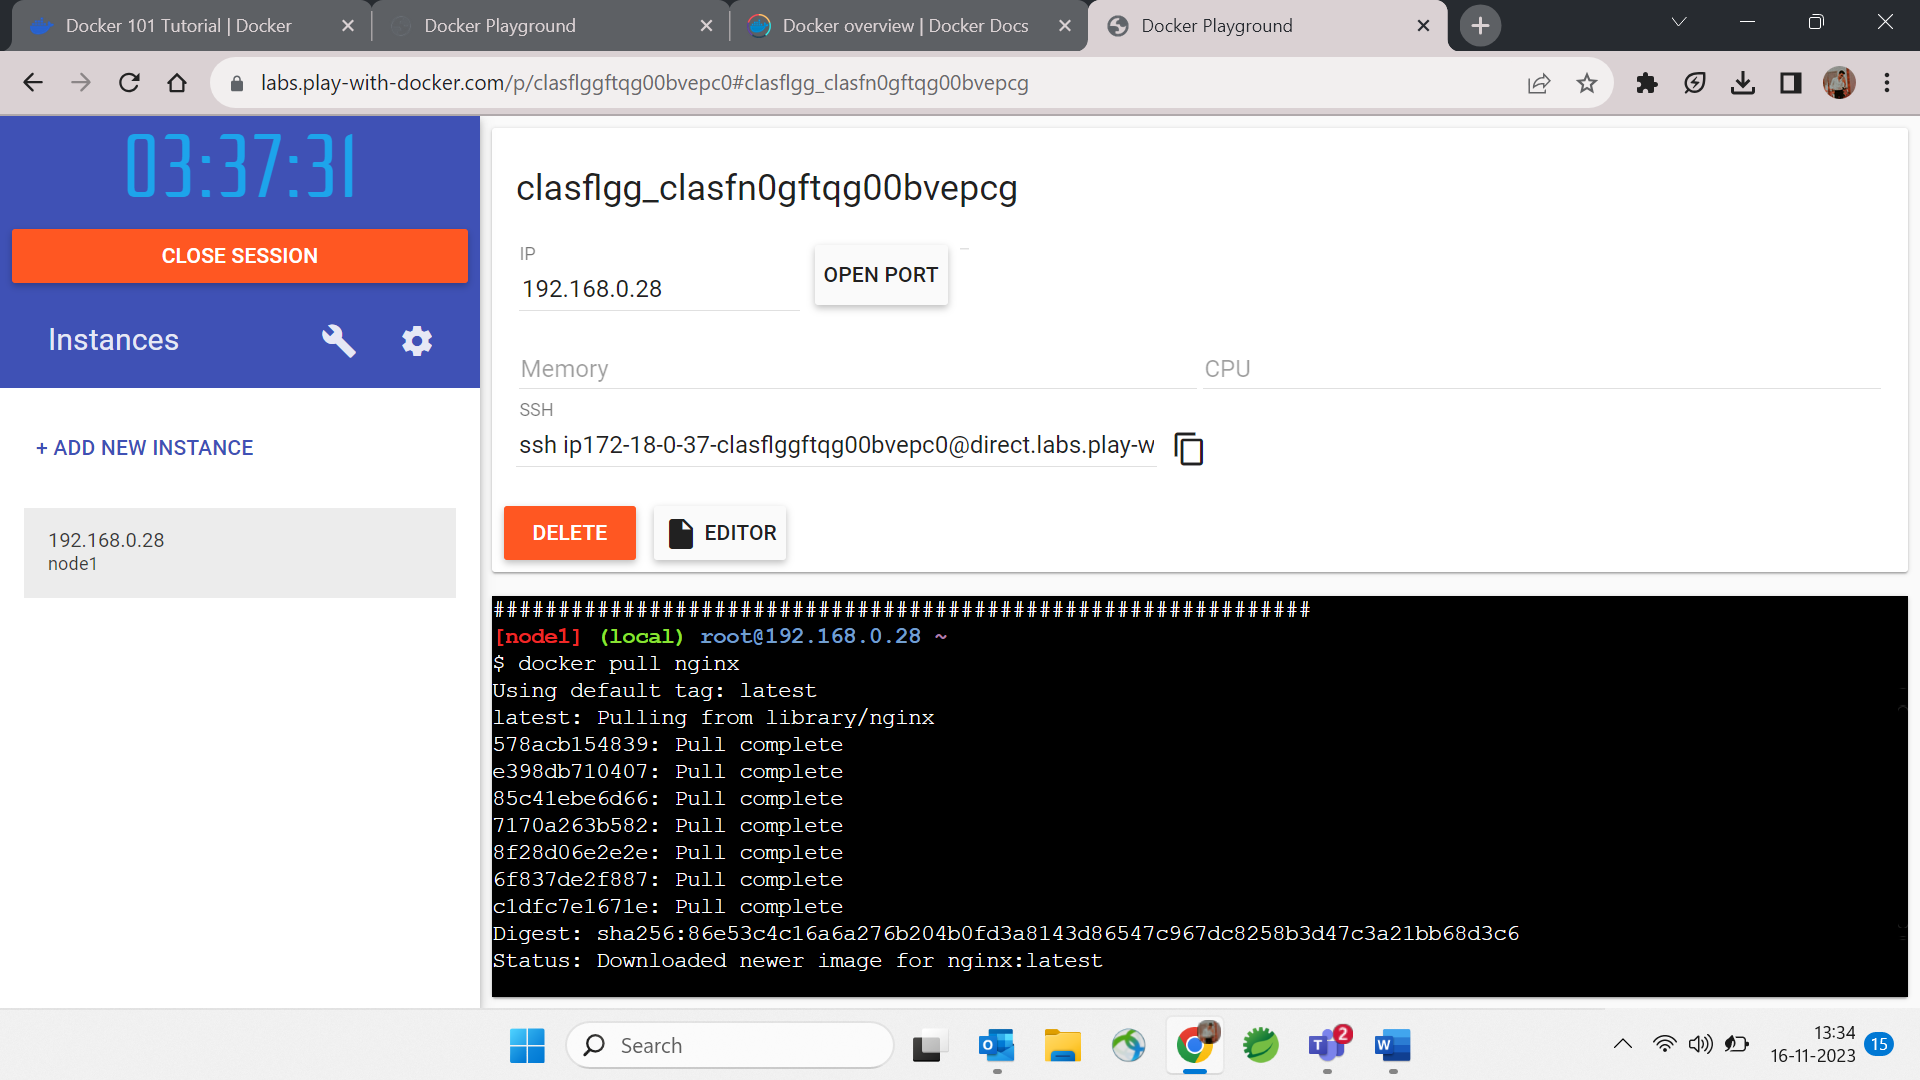 Docker 101 Tutorial | Docker
Docker Playground
Docker overview | Docker Docs
Docker Playground
labs.play-with-docker.com/p/clasflggftqg00bvepc0#clasflgg_clasfn0gftqg00bvepcg
03:37:31
CLOSE SESSION
Instances
+ ADD NEW INSTANCE
192.168.0.28
node1
clasflgg_clasfn0gftqg00bvepcg
IP
192.168.0.28
OPEN PORT
Memory
CPU
SSH
ssh ip172-18-0-37-clasflggftqg00bvepc0@direct.labs.play-w
DELETE
EDITOR
###############################################################
[node1] (local) root@192.168.0.28 ~
$ docker pull nginx
Using default tag: latest
latest: Pulling from library/nginx
578acb154839: Pull complete
e398db710407: Pull complete
85c41ebe6d66: Pull complete
7170a263b582: Pull complete
8f28d06e2e2e: Pull complete
6f837de2f887: Pull complete
c1dfc7e1671e: Pull complete
Digest: sha256:86e53c4c16a6a276b204b0fd3a8143d86547c967dc8258b3d47c3a21bb68d3c6
Status: Downloaded newer image for nginx:latest
Search
2
13:34
16-11-2023
15